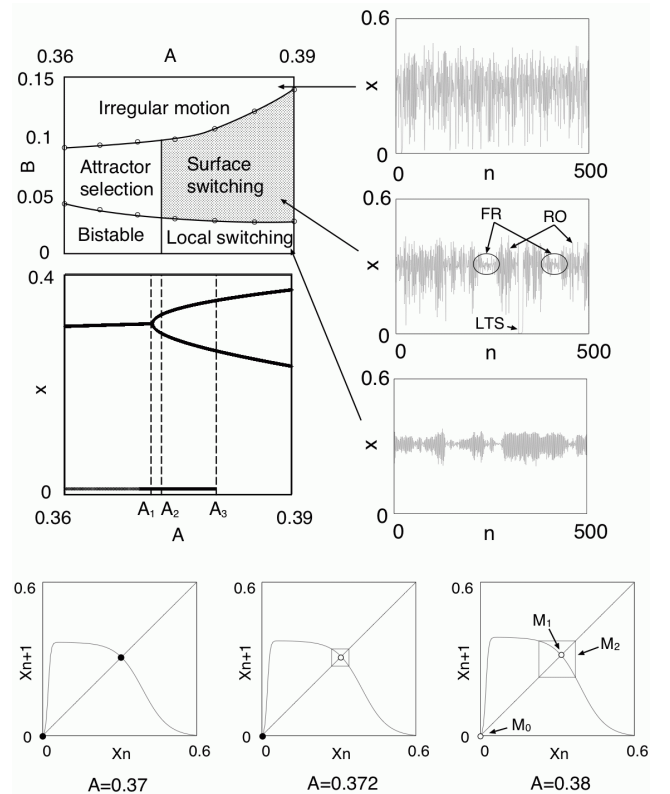 0.36 A 0.39
0.15
0.1
B
0.05
0
Irregular motion
Attractor
selection
Surface
switching
Bistable
Local switching
0.4
x
0
0.36
A1 A2 A3
0.39
A
0.6
x
0
0 n 500
0.6
x
0
FR RO
LTS
0 n 500
0.6
x
0
0 n 500
0.6
Xn+1
0
0 Xn 0.6
A=0.37
0.6
Xn+1
0
0 Xn 0.6
A=0.372
0.6
Xn+1
0
M1
M2
M0
0 Xn 0.6
A=0.38